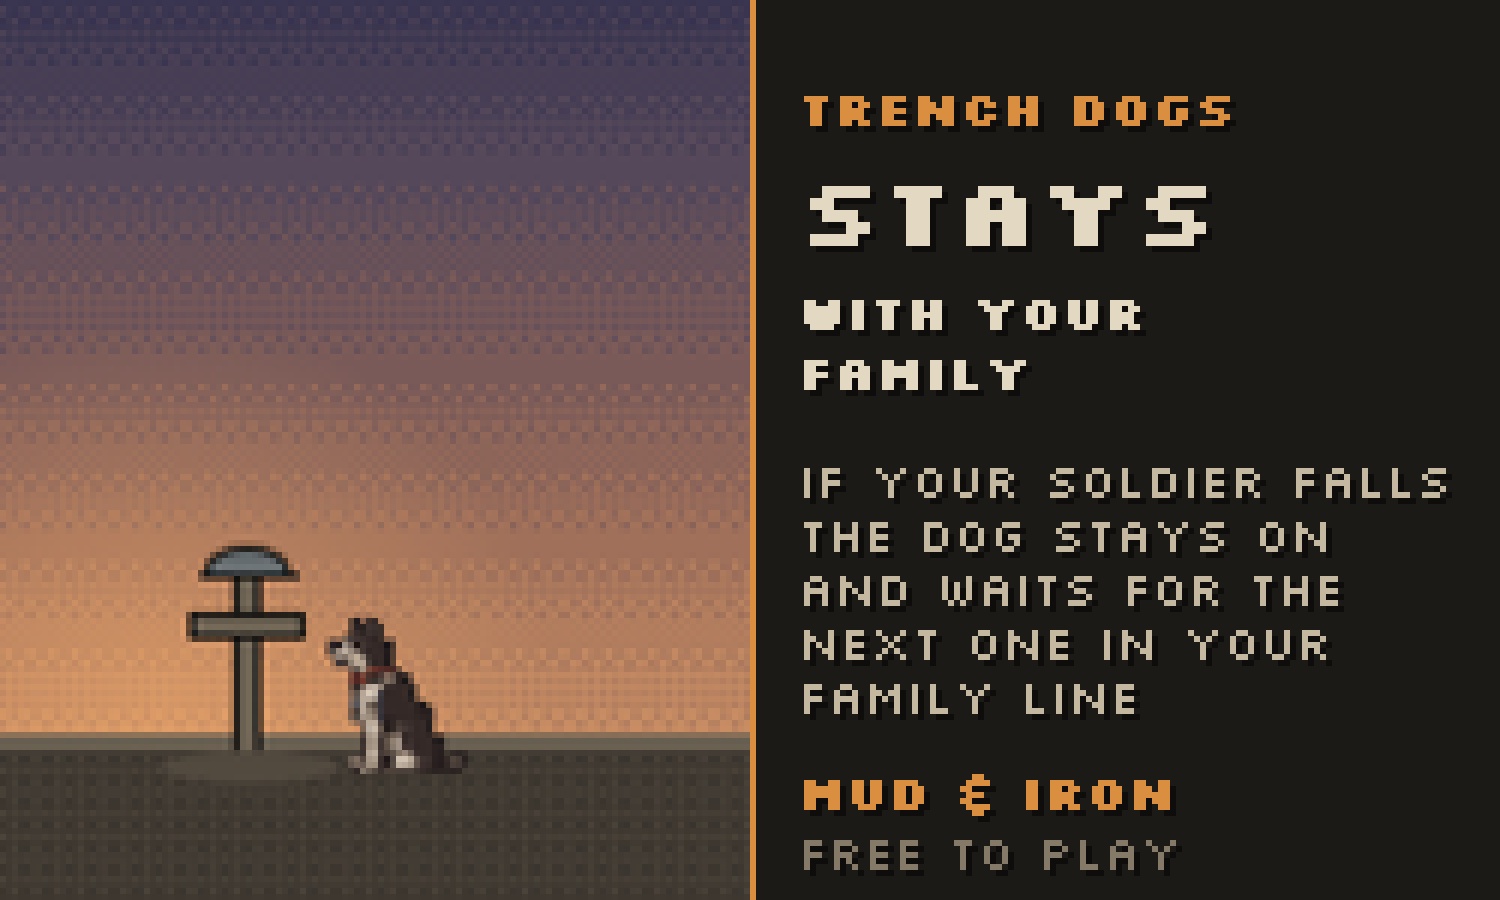 TRENCH DOGS
STAYS
WITH YOUR
FAMILY
IF YOUR SOLDIER FALLS
THE DOG STAYS ON
AND WAITS FOR THE
NEXT ONE IN YOUR
FAMILY LINE
MUD & IRON
FREE TO PLAY